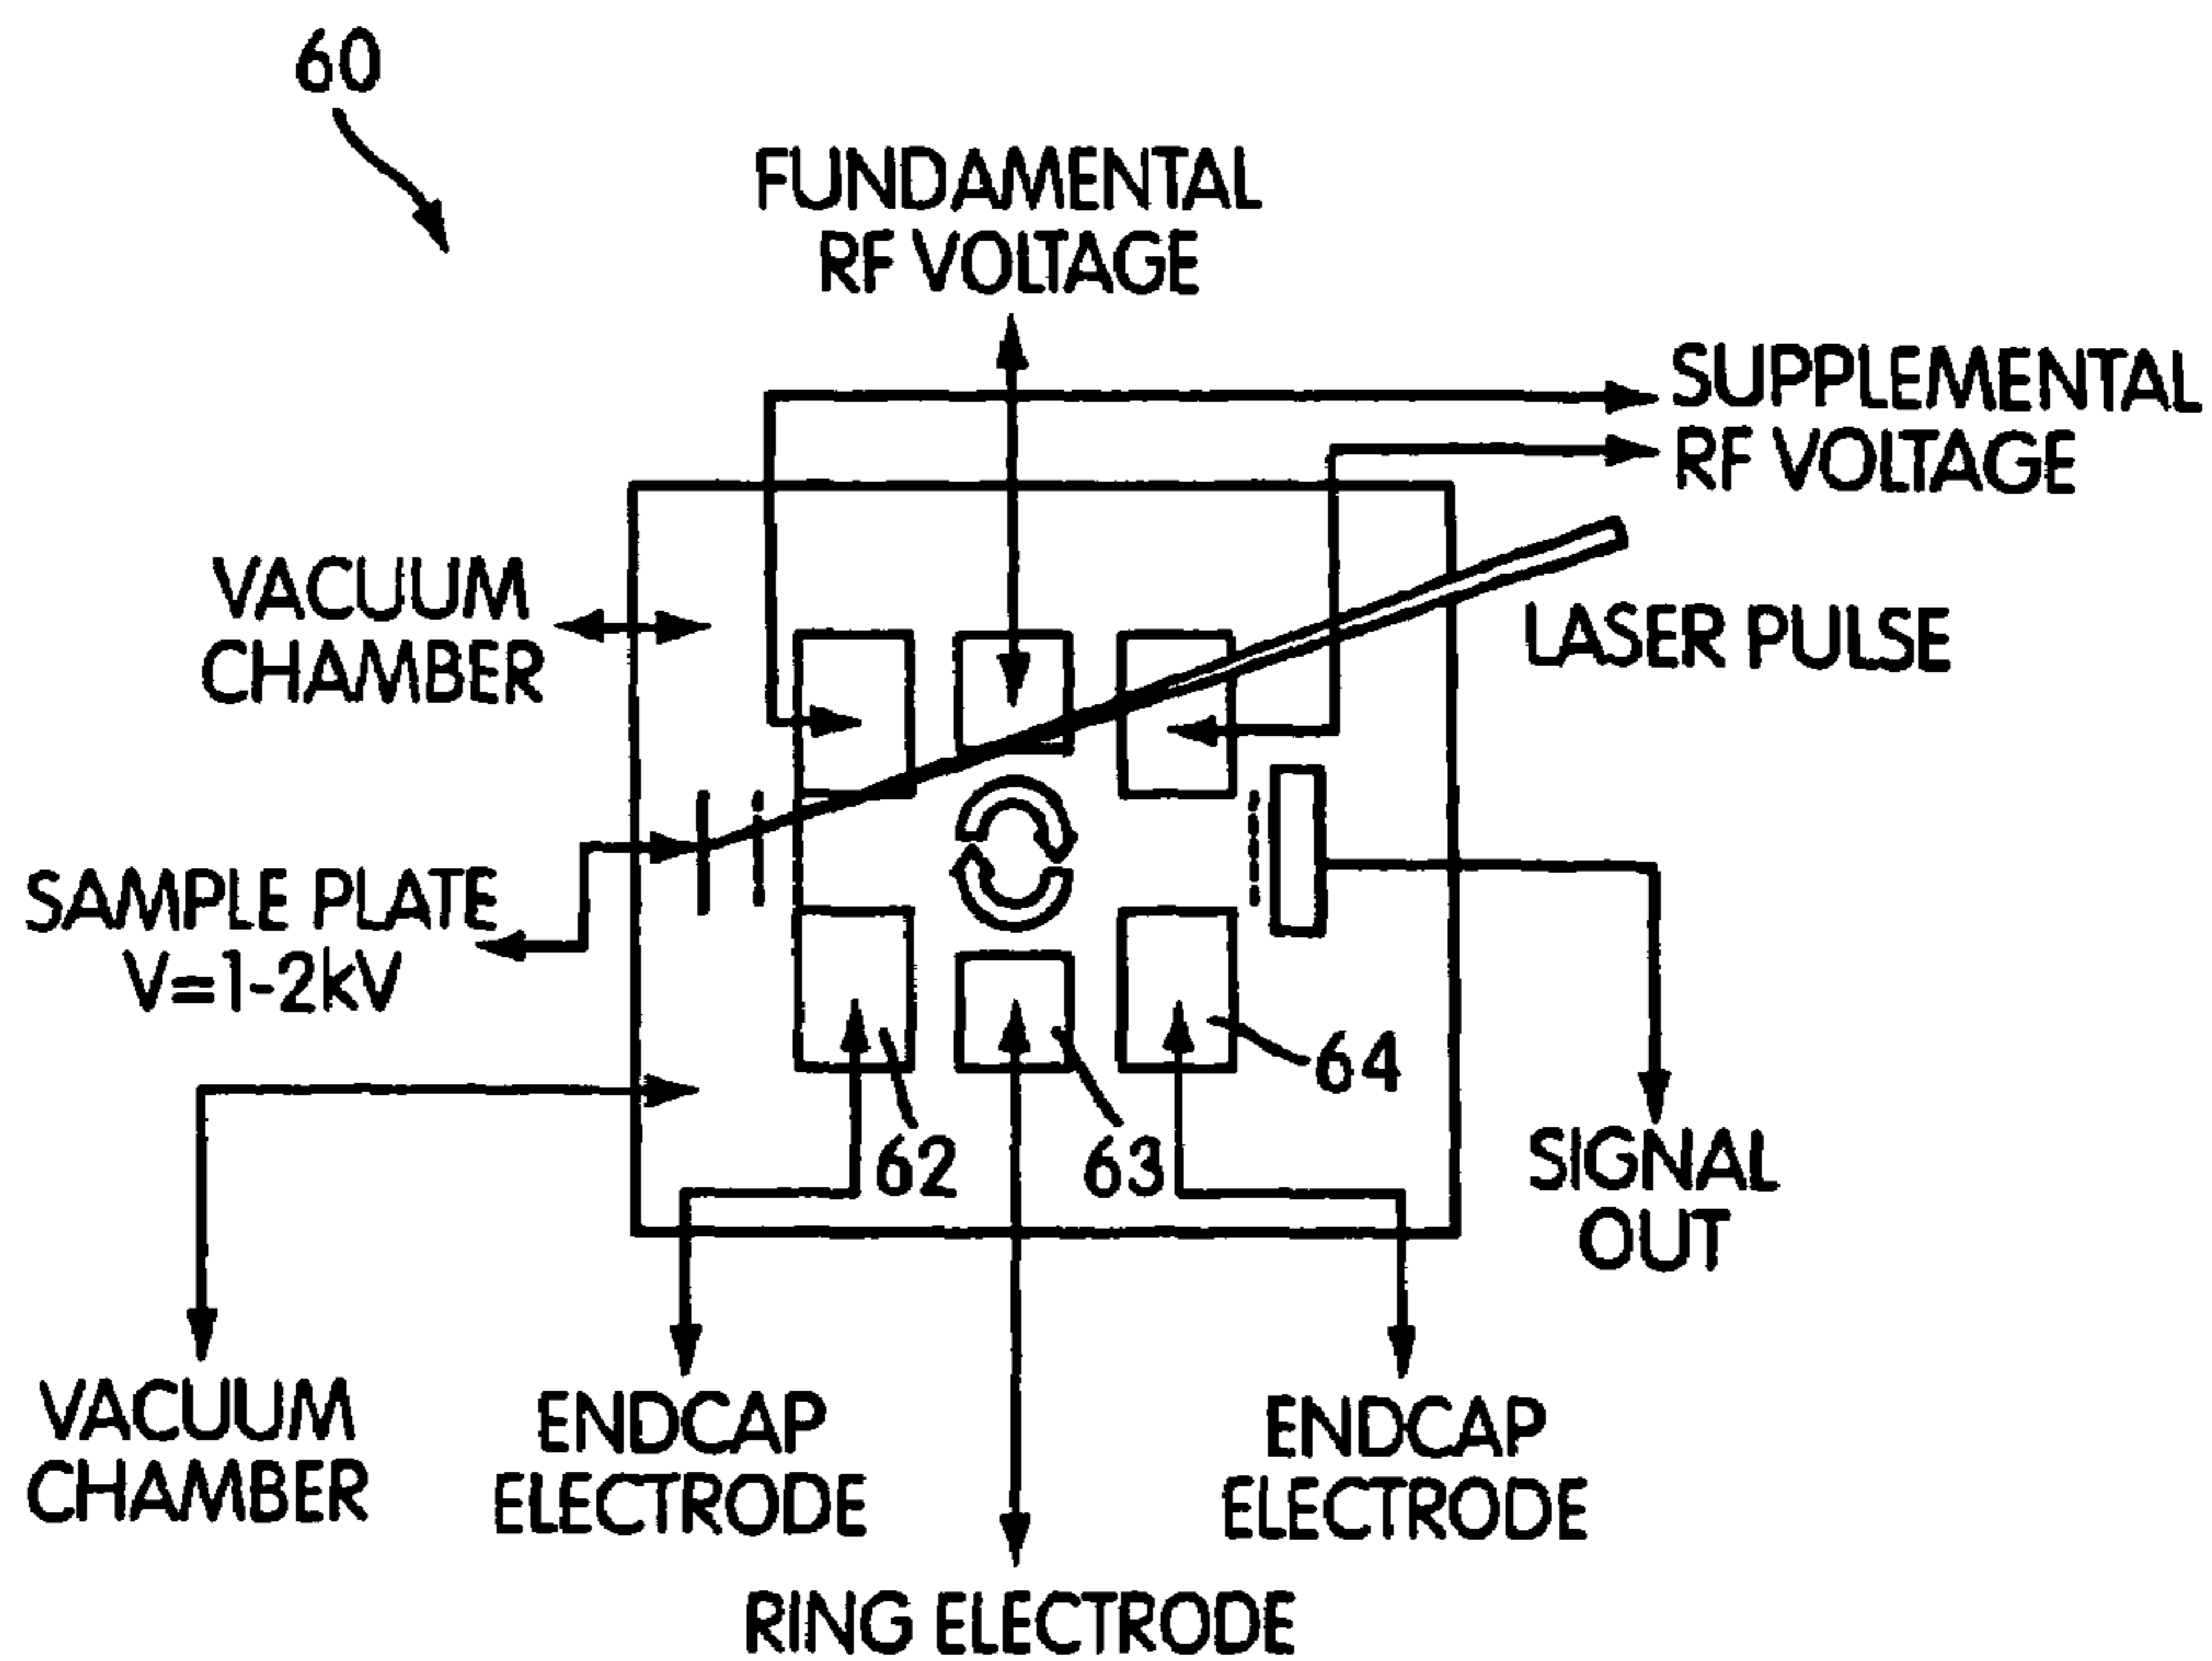 60
FUNDAMENTAL
RF VOLTAGE
SUPPLEMENTAL
RF VOLTAGE
VACUUM
CHAMBER
LASER PULSE
SAMPLE PLATE
V=1-2kV
64
62
63
SIGNAL
OUT
VACUUM
CHAMBER
ENDCAP
ELECTRODE
ENDCAP
ELECTRODE
RING ELECTRODE